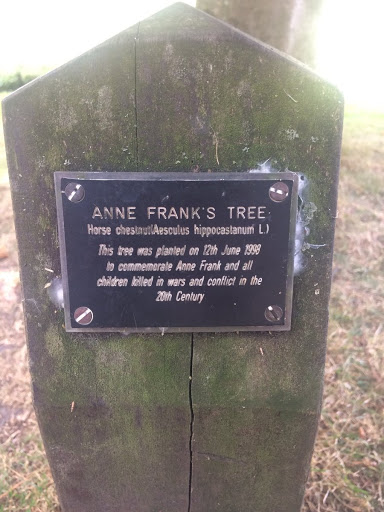 ANNE FRANK'S TREE
Horse chestnut(Aesculus hippocastanum L.)
This tree was planted on 12th June 1998
to commemorate Anne Frank and all
children killed in wars and conflict in the
20th Century